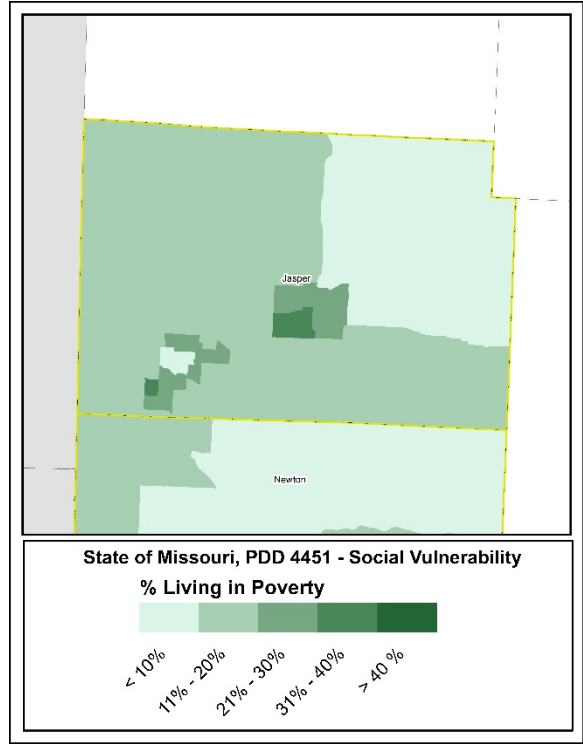 Jasper
Newton
State of Missouri, PDD 4451 - Social Vulnerability
% Living in Poverty
< 10%
11% - 20%
21% - 30%
31% - 40%
> 40 %